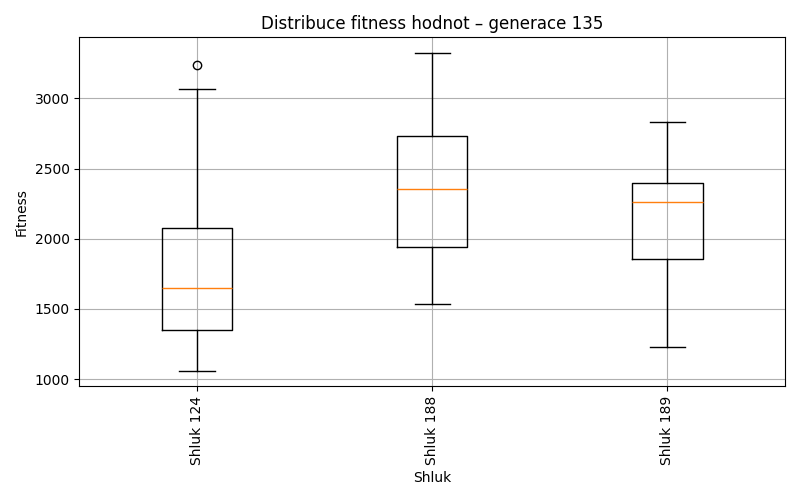 Distribuce fitness hodnot – generace 135
Fitness
3000
2500
2000
1500
1000
Shluk 124
Shluk 188
Shluk 189
Shluk